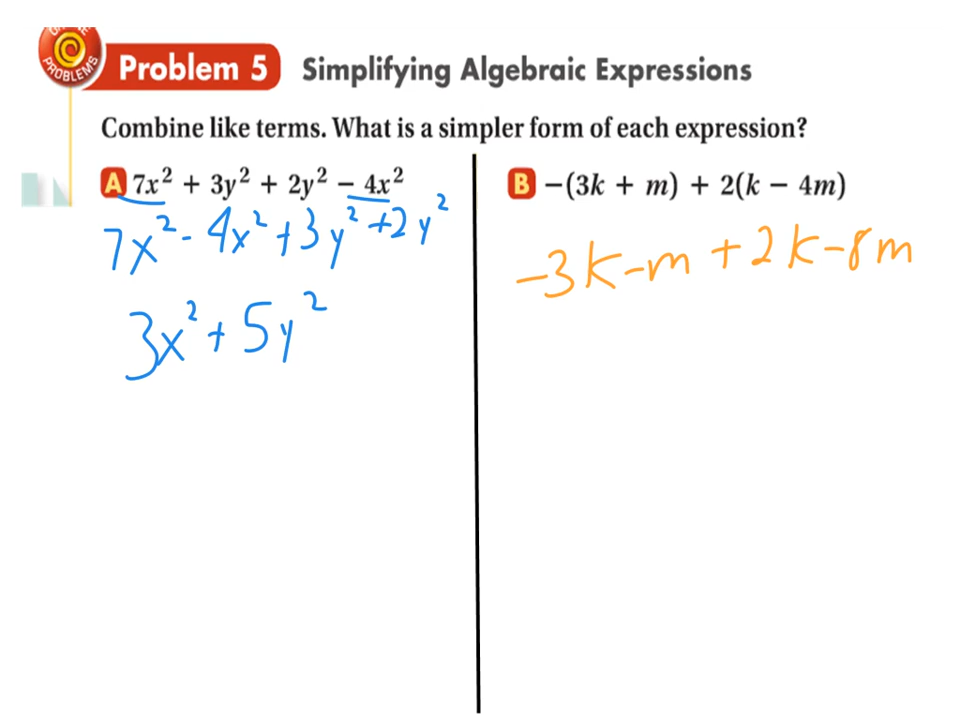 PROBLEMS
Problem 5 Simplifying Algebraic Expressions
Combine like terms. What is a simpler form of each expression?
A 7x² + 3y² + 2y² − 4x²
7x² - 4x² + 3y² + 2y²
3x² + 5y²
B −(3k + m) + 2(k − 4m)
-3k-m + 2k-8m